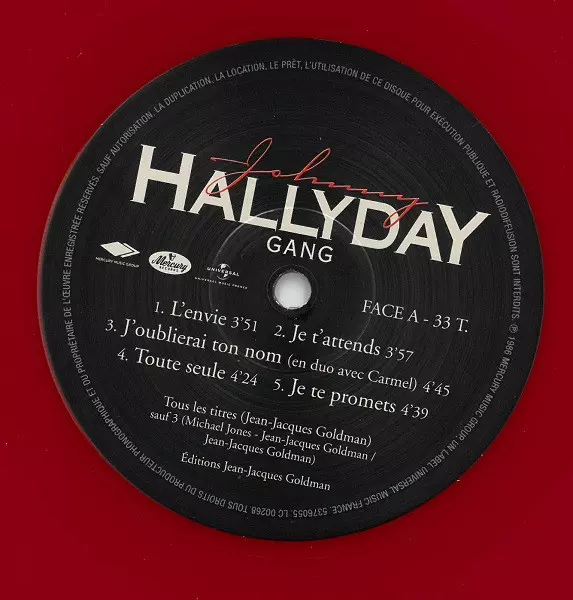 Johnny
HALLYDAY
GANG
MERCURY MUSIC GROUP
Mercury
RECORDS
UNIVERSAL
UNIVERSAL MUSIC FRANCE
FACE A - 33 T.
1. L'envie 3'51 2. Je t'attends 3'57
3. J'oublierai ton nom (en duo avec Carmel) 4'45
4. Toute seule 4'24 5. Je te promets 4'39
Tous les titres (Jean-Jacques Goldman)
sauf 3 (Michael Jones - Jean-Jacques Goldman /
Jean-Jacques Goldman)
Éditions Jean-Jacques Goldman
TOUS DROITS DU PRODUCTEUR PHONOGRAPHIQUE ET DU PROPRIÉTAIRE DE L'ŒUVRE ENREGISTRÉE RÉSERVÉS. SAUF AUTORISATION, LA DUPLICATION, LA LOCATION, LE PRÊT, L'UTILISATION DE CE DISQUE POUR EXÉCUTION PUBLIQUE ET RADIODIFFUSION SONT INTERDITS. ℗ 1986 MERCURY MUSIC GROUP, UN LABEL UNIVERSAL MUSIC FRANCE. 5376055. LC 00268.